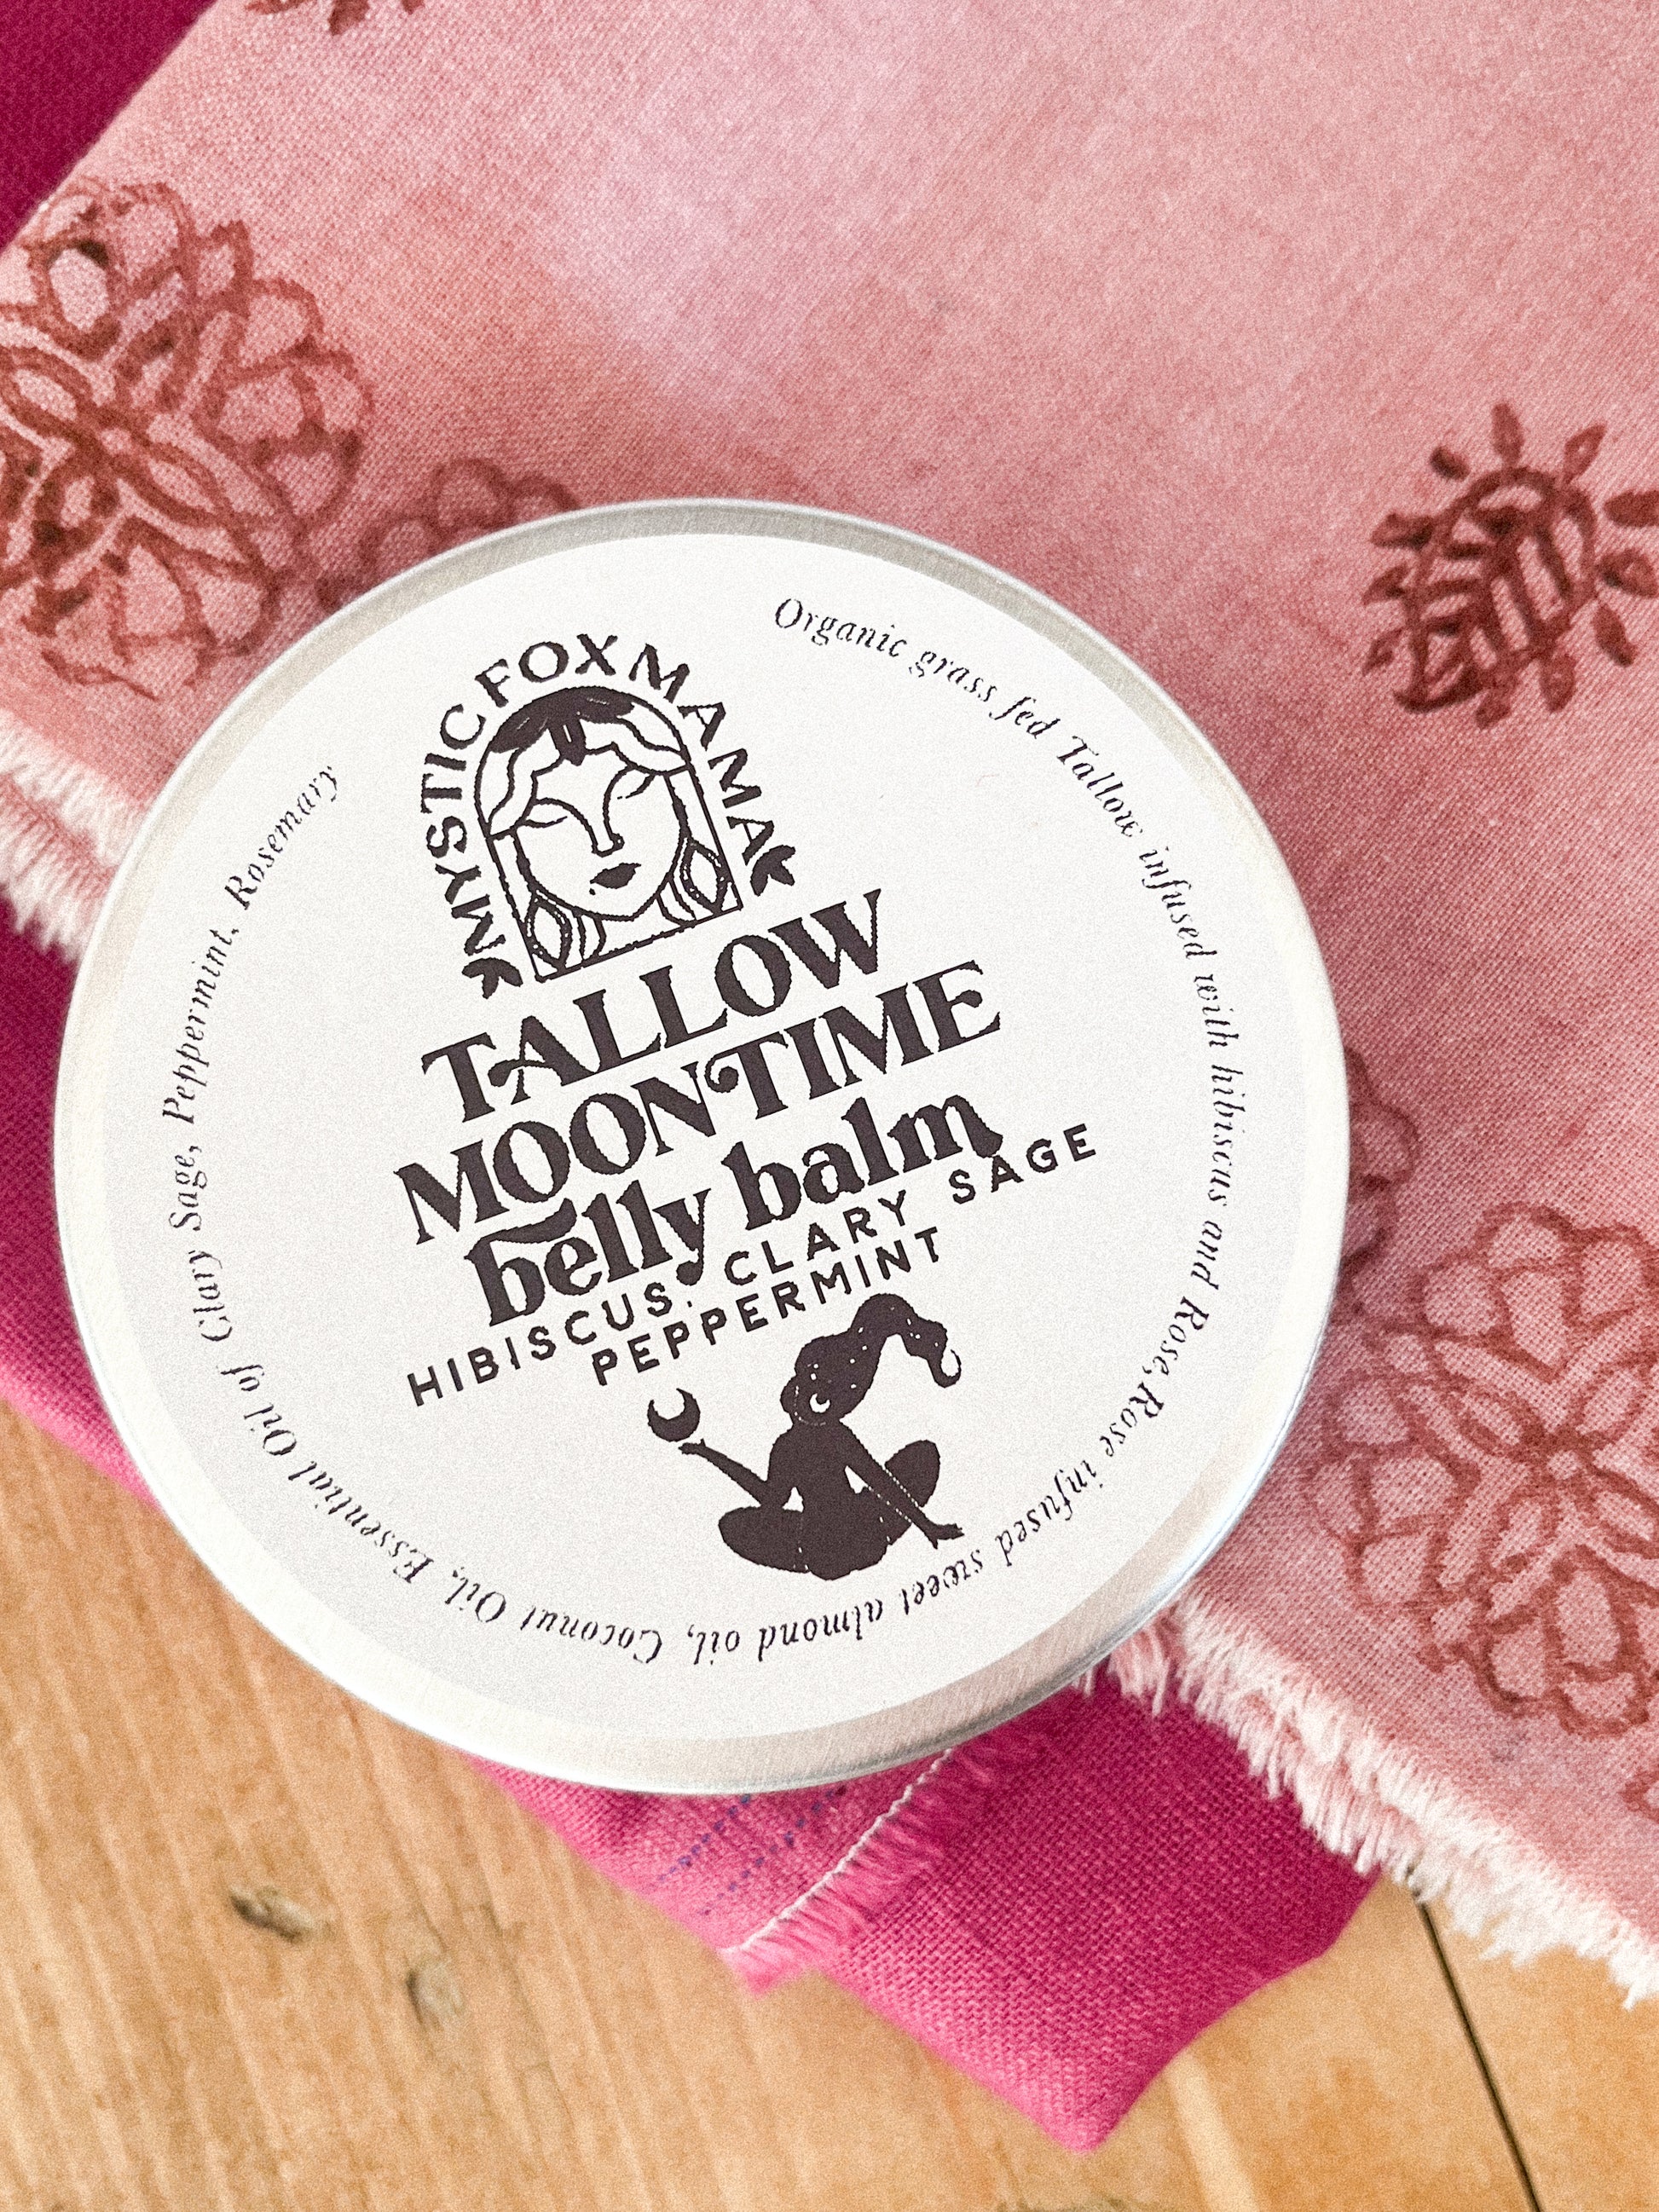 MYSTIC FOX MAMA
TALLOW
MOONTIME
belly balm
HIBISCUS, CLARY SAGE
PEPPERMINT
Organic grass fed Tallow infused with hibiscus and Rose, Rose infused sweet almond oil, Coconut Oil, Essential Oil of Clary Sage, Peppermint, Rosemary